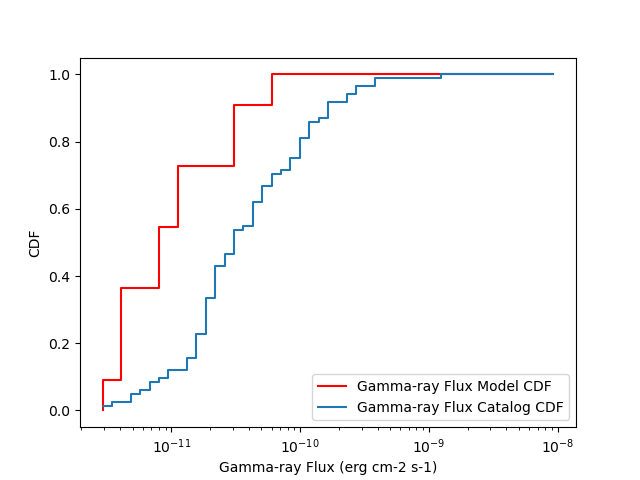 1.0
0.8
0.6
0.4
0.2
0.0
CDF
Gamma-ray Flux Model CDF
Gamma-ray Flux Catalog CDF
10⁻¹¹ 10⁻¹⁰ 10⁻⁹ 10⁻⁸
Gamma-ray Flux (erg cm-2 s-1)